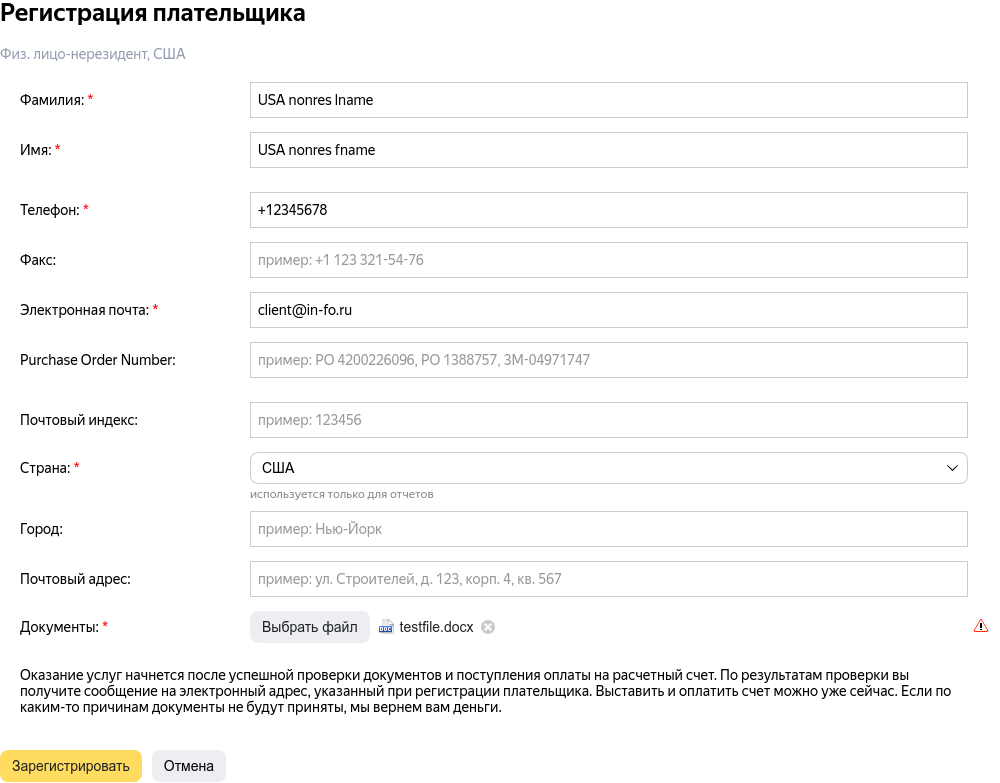 Регистрация плательщика
Физ. лицо-нерезидент, США
Фамилия: * USA nonres lname
Имя: * USA nonres fname
Телефон: * +12345678
Факс: пример: +1 123 321-54-76
Электронная почта: * client@in-fo.ru
Purchase Order Number: пример: PO 4200226096, PO 1388757, 3M-04971747
Почтовый индекс: пример: 123456
Страна: * США
используется только для отчетов
Город: пример: Нью-Йорк
Почтовый адрес: пример: ул. Строителей, д. 123, корп. 4, кв. 567
Документы: * Выбрать файл testfile.docx
Оказание услуг начнется после успешной проверки документов и поступления оплаты на расчетный счет. По результатам проверки вы
получите сообщение на электронный адрес, указанный при регистрации плательщика. Выставить и оплатить счет можно уже сейчас. Если по
каким-то причинам документы не будут приняты, мы вернем вам деньги.
Зарегистрировать Отмена